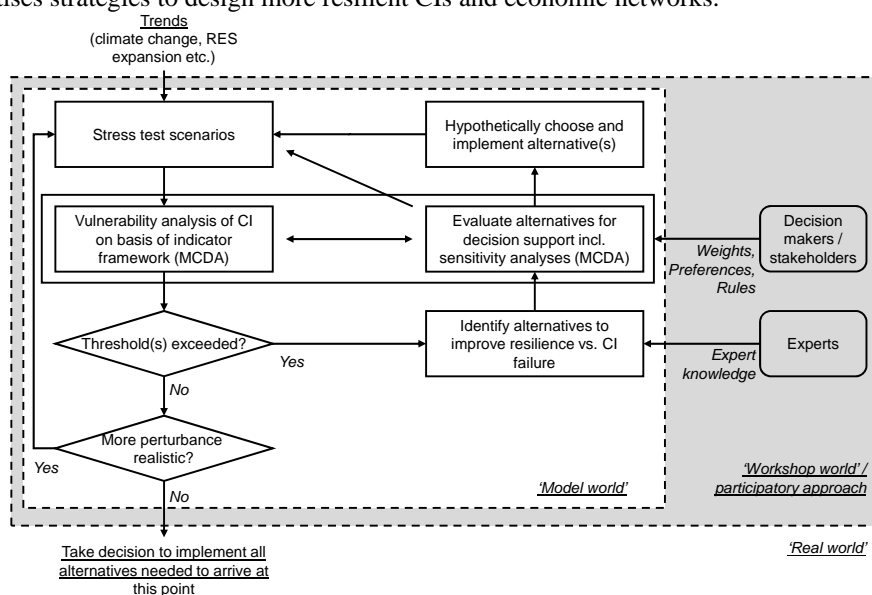 uses strategies to design more resilient CIs and economic networks.
Trends
(climate change, RES
expansion etc.)
Stress test scenarios
Hypothetically choose and
implement alternative(s)
Vulnerability analysis of CI
on basis of indicator
framework (MCDA)
Evaluate alternatives for
decision support incl.
sensitivity analyses (MCDA)
Decision
makers /
stakeholders
Weights,
Preferences,
Rules
Threshold(s) exceeded?
Yes
Identify alternatives to
improve resilience vs. CI
failure
Experts
Expert
knowledge
No
More perturbance
realistic?
Yes
No
‘Model world’
‘Workshop world’ /
participatory approach
‘Real world’
Take decision to implement all
alternatives needed to arrive at
this point